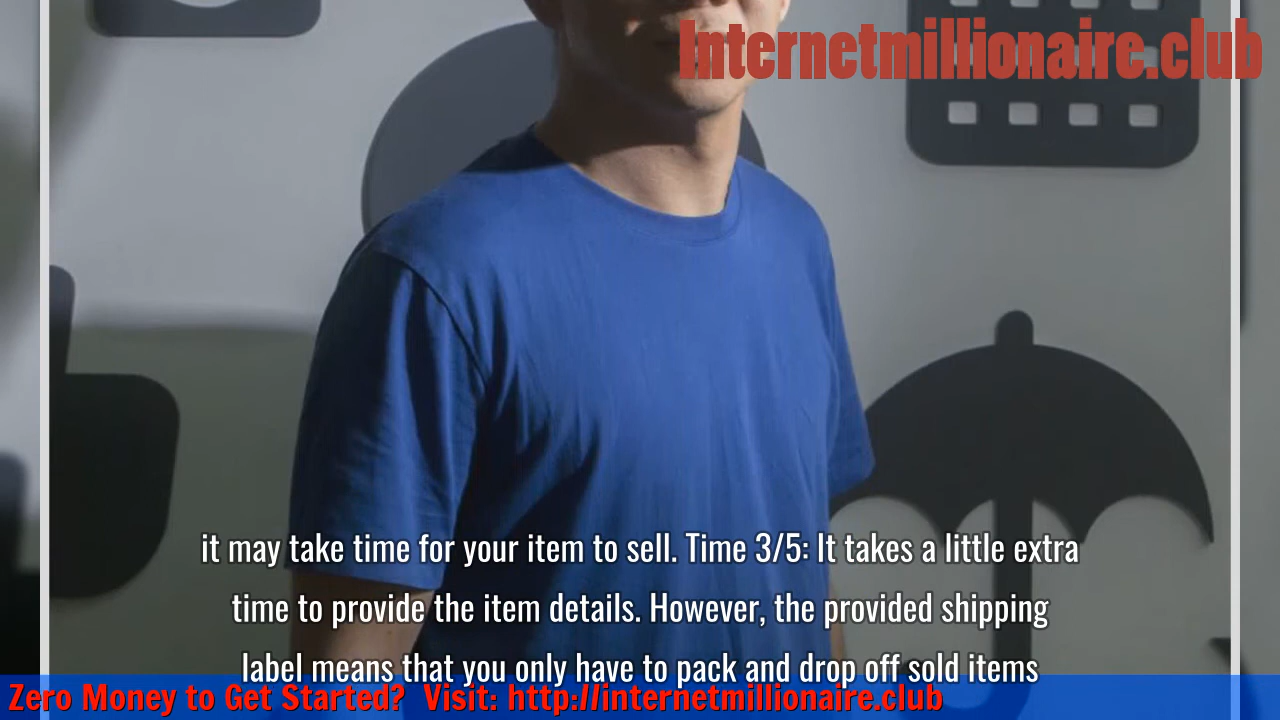 Internetmillionaire.club
it may take time for your item to sell. Time 3/5: It takes a little extra
time to provide the item details. However, the provided shipping
label means that you only have to pack and drop off sold items
Zero Money to Get Started? Visit: http://internetmillionaire.club